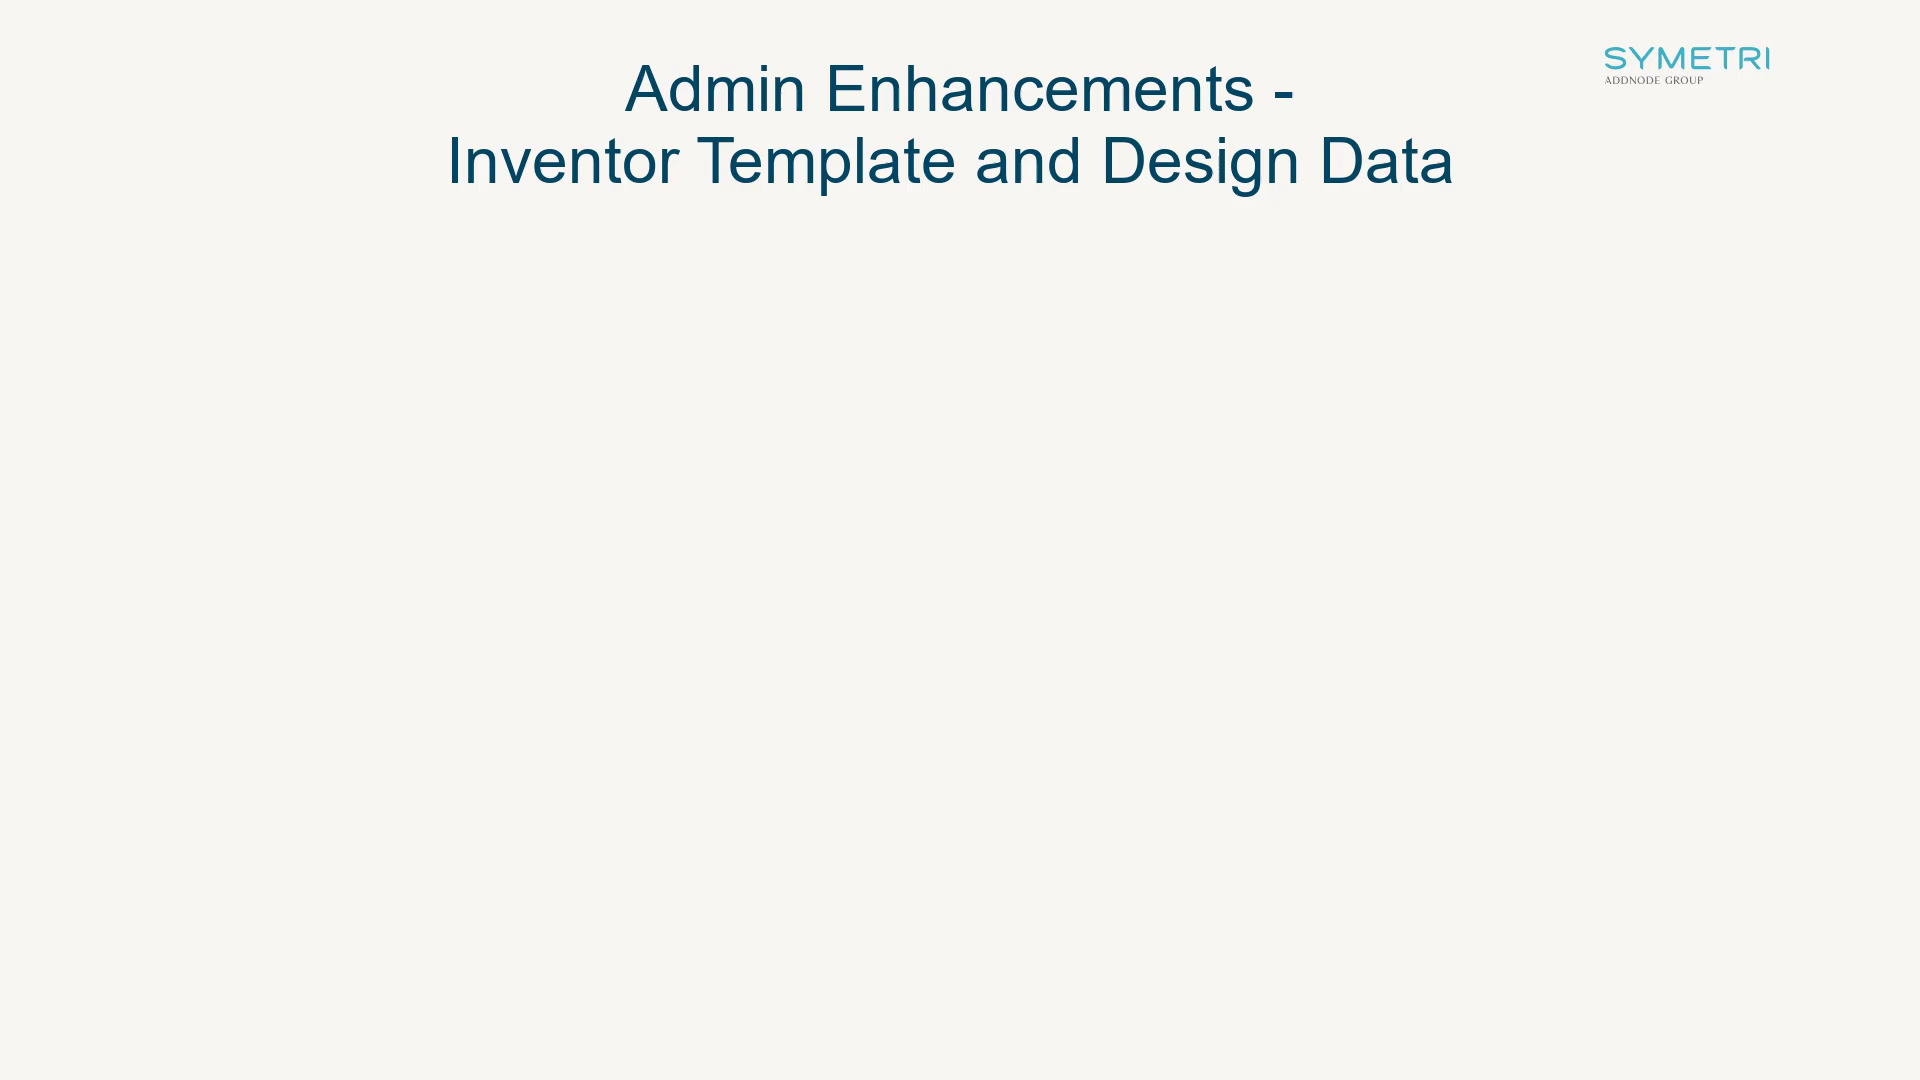 Admin Enhancements -
Inventor Template and Design Data
SYMETRI
ADDNODE GROUP